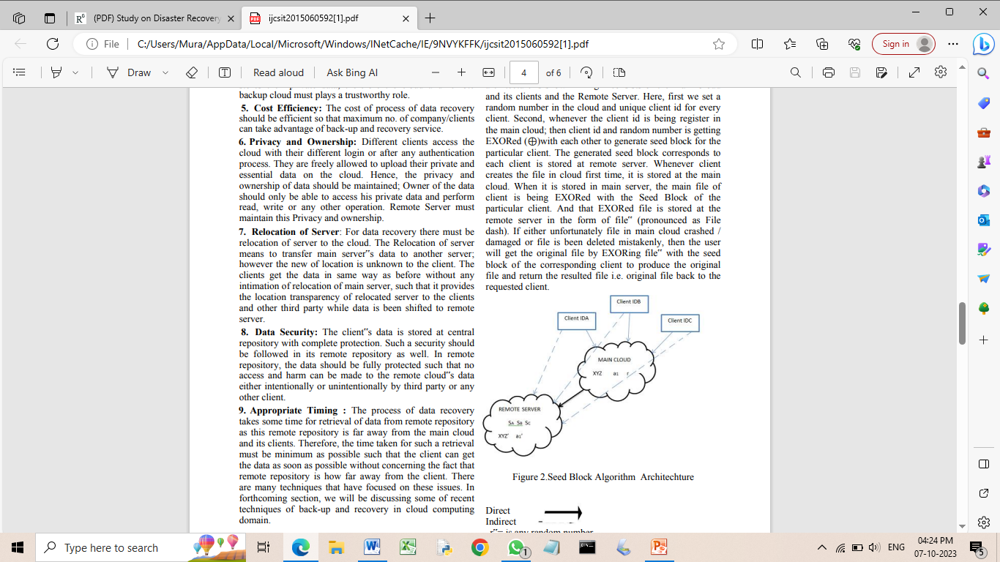 (PDF) Study on Disaster Recovery
ijcsit2015060592[1].pdf
File
C:/Users/Mura/AppData/Local/Microsoft/Windows/INetCache/IE/9NVYKFFK/ijcsit2015060592[1].pdf
Sign in
Draw
Read aloud
Ask Bing AI
4
of 6
backup cloud must plays a trustworthy role.
5. Cost Efficiency: The cost of process of data recovery
should be efficient so that maximum no. of company/clients
can take advantage of back-up and recovery service.
6. Privacy and Ownership: Different clients access the
cloud with their different login or after any authentication
process. They are freely allowed to upload their private and
essential data on the cloud. Hence, the privacy and
ownership of data should be maintained; Owner of the data
should only be able to access his private data and perform
read, write or any other operation. Remote Server must
maintain this Privacy and ownership.
7. Relocation of Server: For data recovery there must be
relocation of server to the cloud. The Relocation of server
means to transfer main server‟s data to another server;
however the new of location is unknown to the client. The
clients get the data in same way as before without any
intimation of relocation of main server, such that it provides
the location transparency of relocated server to the clients
and other third party while data is been shifted to remote
server.
8. Data Security: The client‟s data is stored at central
repository with complete protection. Such a security should
be followed in its remote repository as well. In remote
repository, the data should be fully protected such that no
access and harm can be made to the remote cloud‟s data
either intentionally or unintentionally by third party or any
other client.
9. Appropriate Timing : The process of data recovery
takes some time for retrieval of data from remote repository
as this remote repository is far away from the main cloud
and its clients. Therefore, the time taken for such a retrieval
must be minimum as possible such that the client can get
the data as soon as possible without concerning the fact that
remote repository is how far away from the client. There
are many techniques that have focused on these issues. In
forthcoming section, we will be discussing some of recent
techniques of back-up and recovery in cloud computing
domain.
and its clients and the Remote Server. Here, first we set a
random number in the cloud and unique client id for every
client. Second, whenever the client id is being register in
the main cloud; then client id and random number is getting
EXORed (⊕)with each other to generate seed block for the
particular client. The generated seed block corresponds to
each client is stored at remote server. Whenever client
creates the file in cloud first time, it is stored at the main
cloud. When it is stored in main server, the main file of
client is being EXORed with the Seed Block of the
particular client. And that EXORed file is stored at the
remote server in the form of file‟ (pronounced as File
dash). If either unfortunately file in main cloud crashed /
damaged or file is been deleted mistakenly, then the user
will get the original file by EXORing file‟ with the seed
block of the corresponding client to produce the original
file and return the resulted file i.e. original file back to the
requested client.
Client IDB
Client IDA
Client IDC
MAIN CLOUD
XYZ a1 r
REMOTE SERVER
SA SB SC
XYZ' a1'
Figure 2.Seed Block Algorithm Architechture
Direct
Indirect
r‟= is any random number
Type here to search
1
ENG
04:24 PM
07-10-2023
5